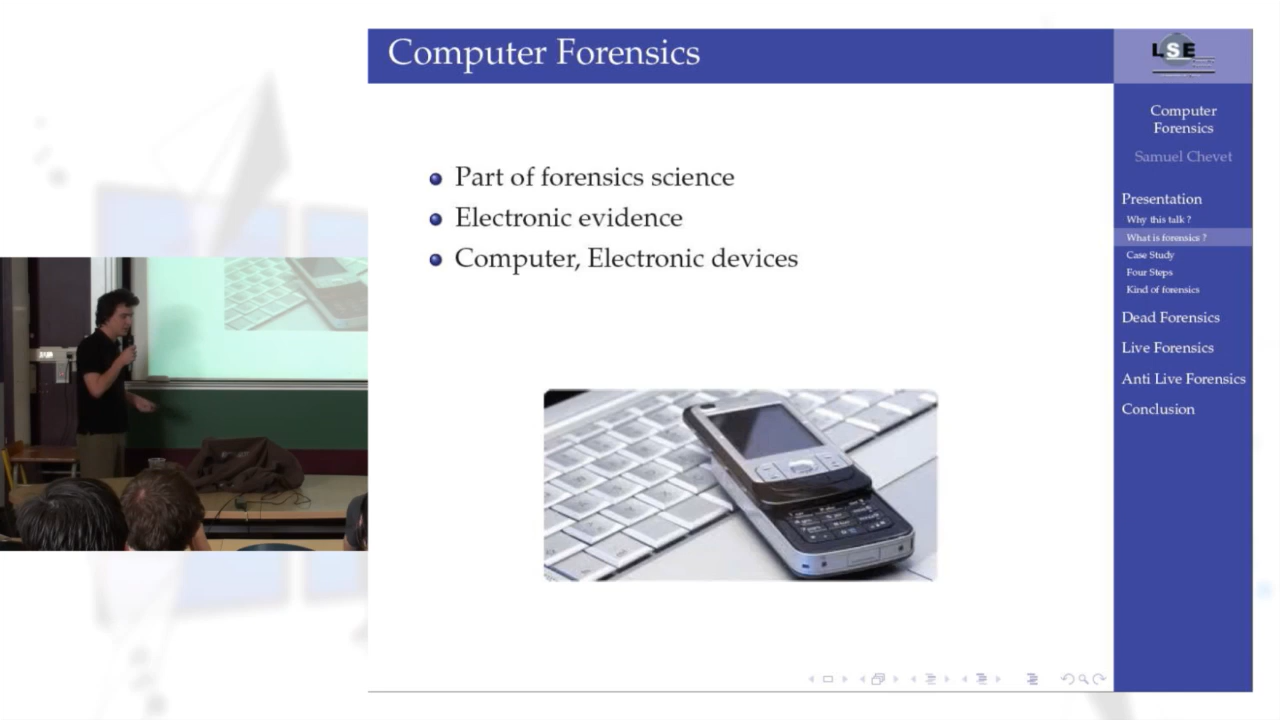 Computer Forensics
Part of forensics science
Electronic evidence
Computer, Electronic devices
LSE
Computer
Forensics
Samuel Chevet
Presentation
Why this talk ?
What is forensics ?
Case Study
Four Steps
Kind of forensics
Dead Forensics
Live Forensics
Anti Live Forensics
Conclusion